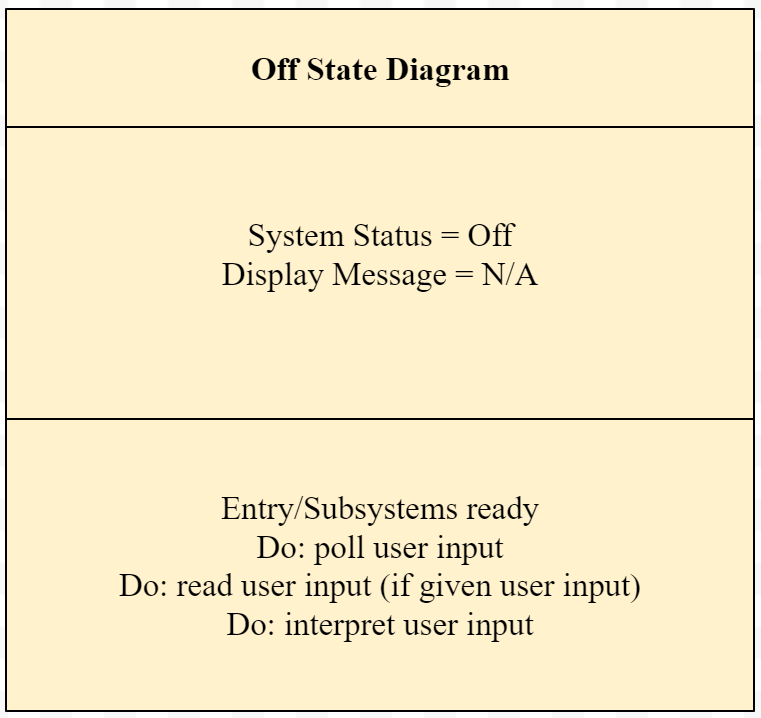 Off State Diagram
System Status = Off
Display Message = N/A
Entry/Subsystems ready
Do: poll user input
Do: read user input (if given user input)
Do: interpret user input